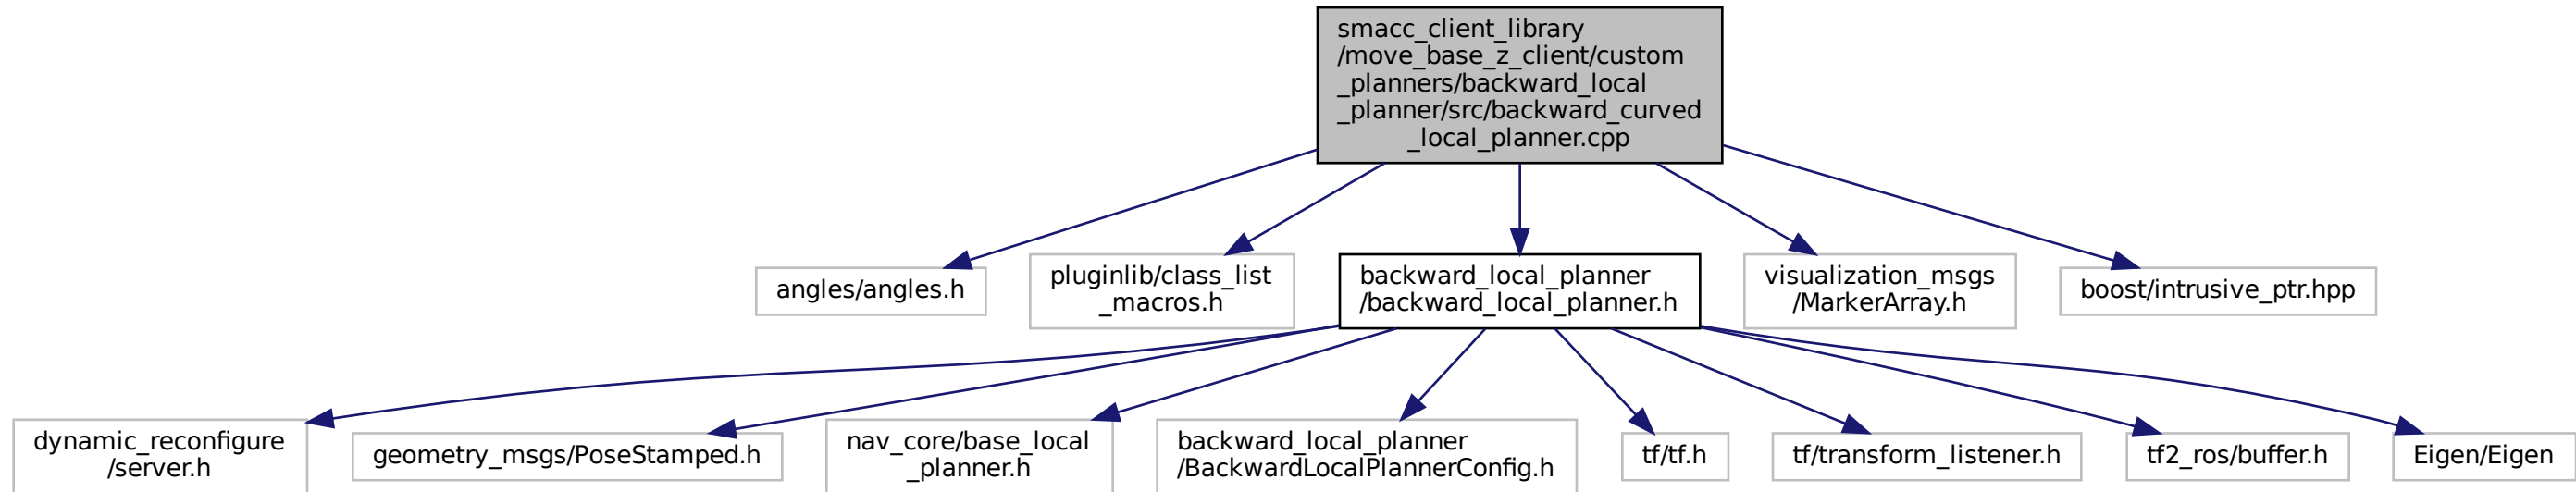 smacc_client_library
/move_base_z_client/custom
_planners/backward_local
_planner/src/backward_curved
_local_planner.cpp
angles/angles.h
pluginlib/class_list
_macros.h
backward_local_planner
/backward_local_planner.h
visualization_msgs
/MarkerArray.h
boost/intrusive_ptr.hpp
dynamic_reconfigure
/server.h
geometry_msgs/PoseStamped.h
nav_core/base_local
_planner.h
backward_local_planner
/BackwardLocalPlannerConfig.h
tf/tf.h
tf/transform_listener.h
tf2_ros/buffer.h
Eigen/Eigen